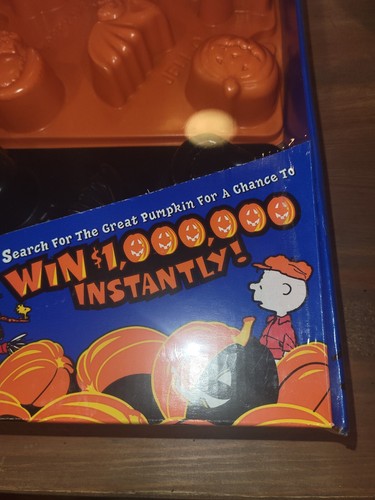 Search For The Great Pumpkin For A Chance To
WIN $1,000,000
INSTANTLY!